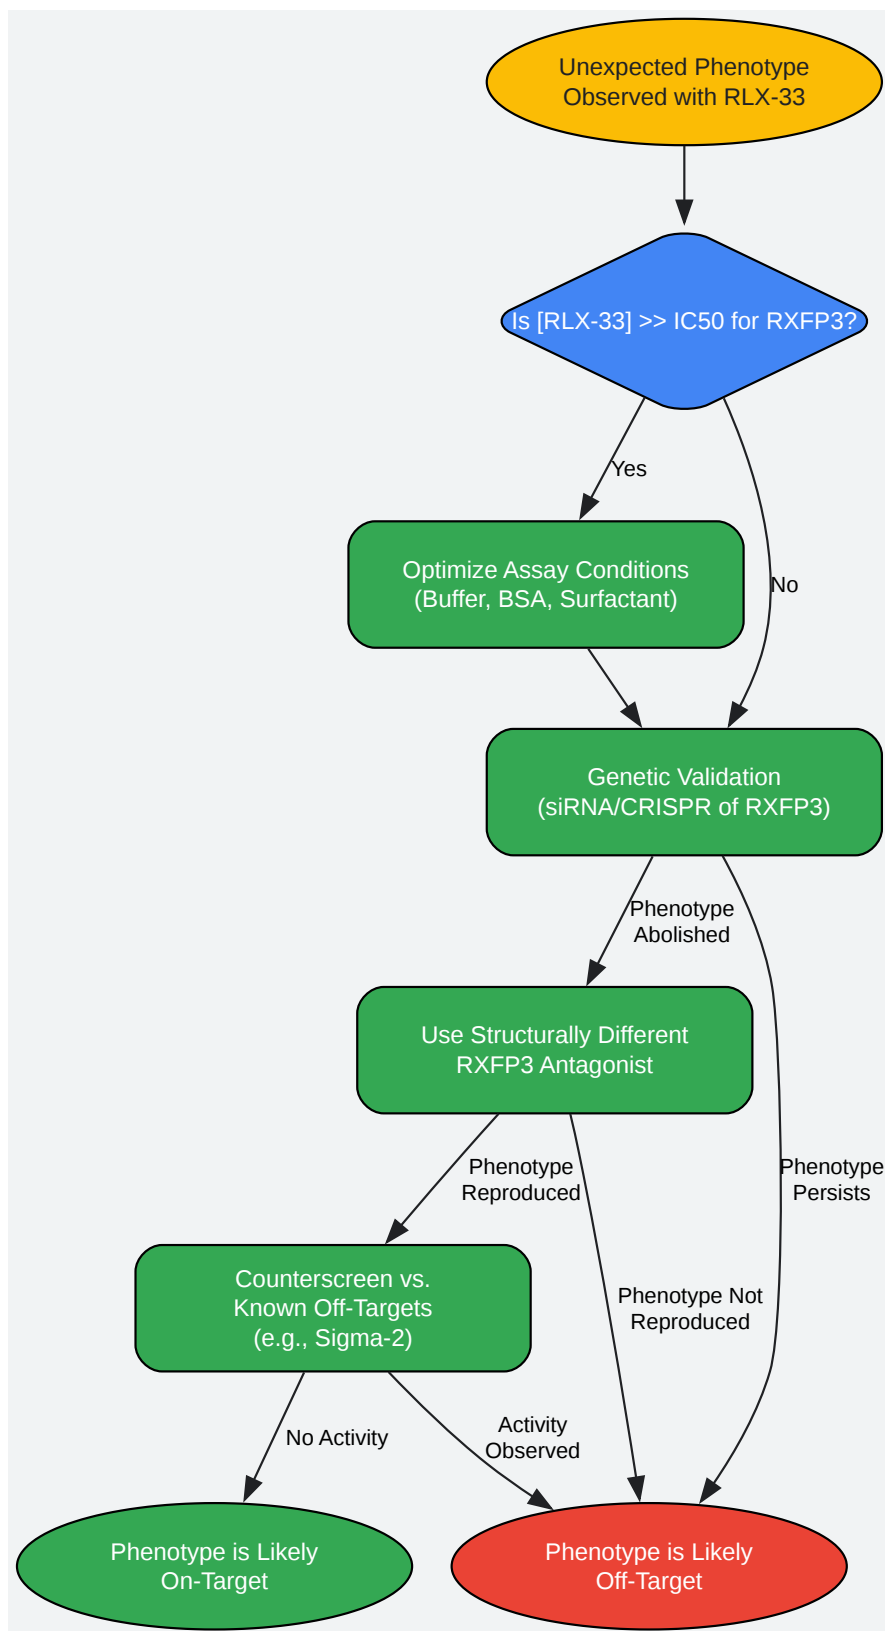 Unexpected Phenotype
Observed with RLX-33
Is [RLX-33] >> IC50 for RXFP3?
Yes
Optimize Assay Conditions
(Buffer, BSA, Surfactant)
No
Genetic Validation
(siRNA/CRISPR of RXFP3)
Phenotype
Abolished
Use Structurally Different
RXFP3 Antagonist
Phenotype
Reproduced
Phenotype
Persists
Counterscreen vs.
Known Off-Targets
(e.g., Sigma-2)
Phenotype Not
Reproduced
No Activity
Activity
Observed
Phenotype is Likely
On-Target
Phenotype is Likely
Off-Target